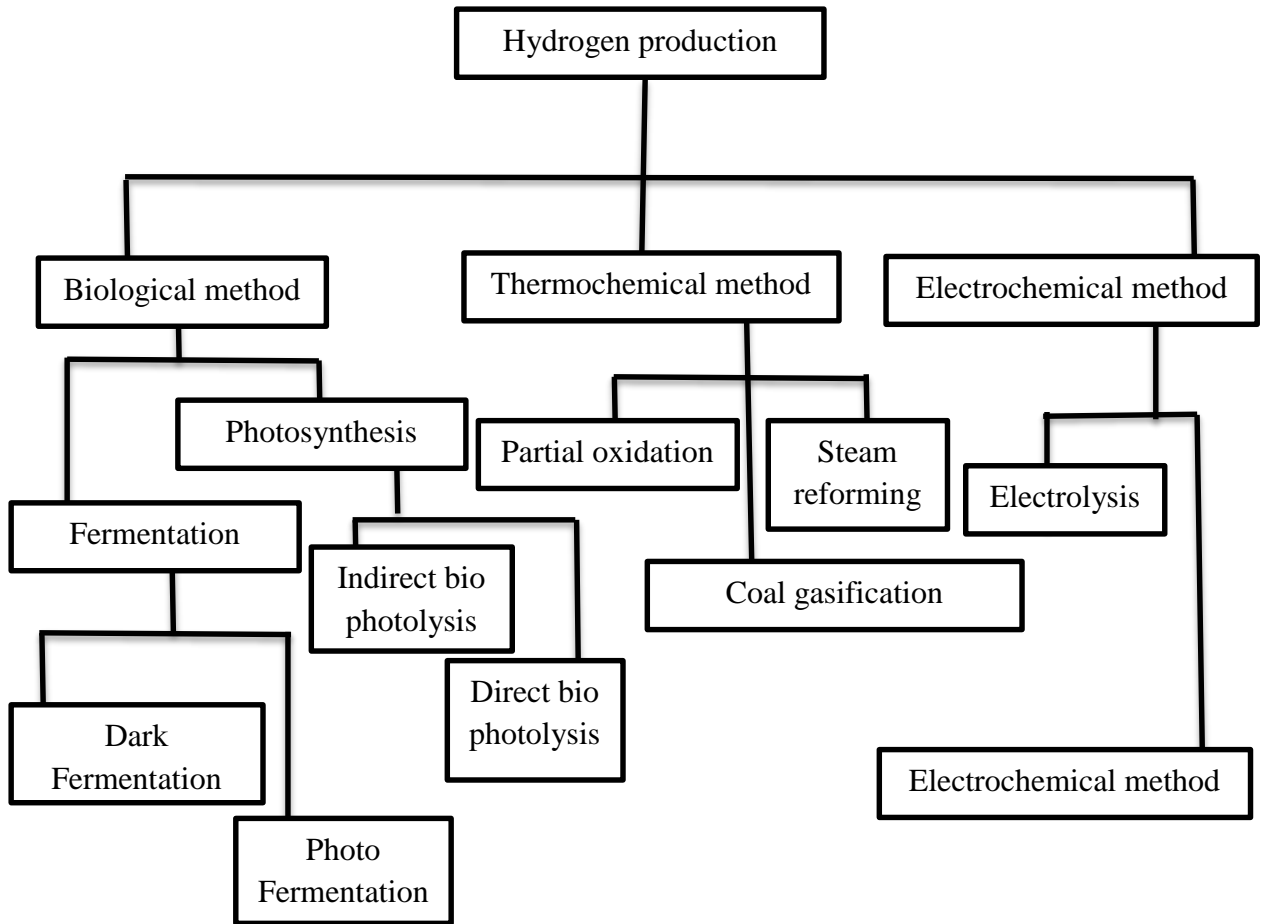 Hydrogen production
Biological method
Thermochemical method
Electrochemical method
Photosynthesis
Partial oxidation
Steam
reforming
Electrolysis
Fermentation
Indirect bio
photolysis
Coal gasification
Direct bio
photolysis
Dark
Fermentation
Electrochemical method
Photo
Fermentation